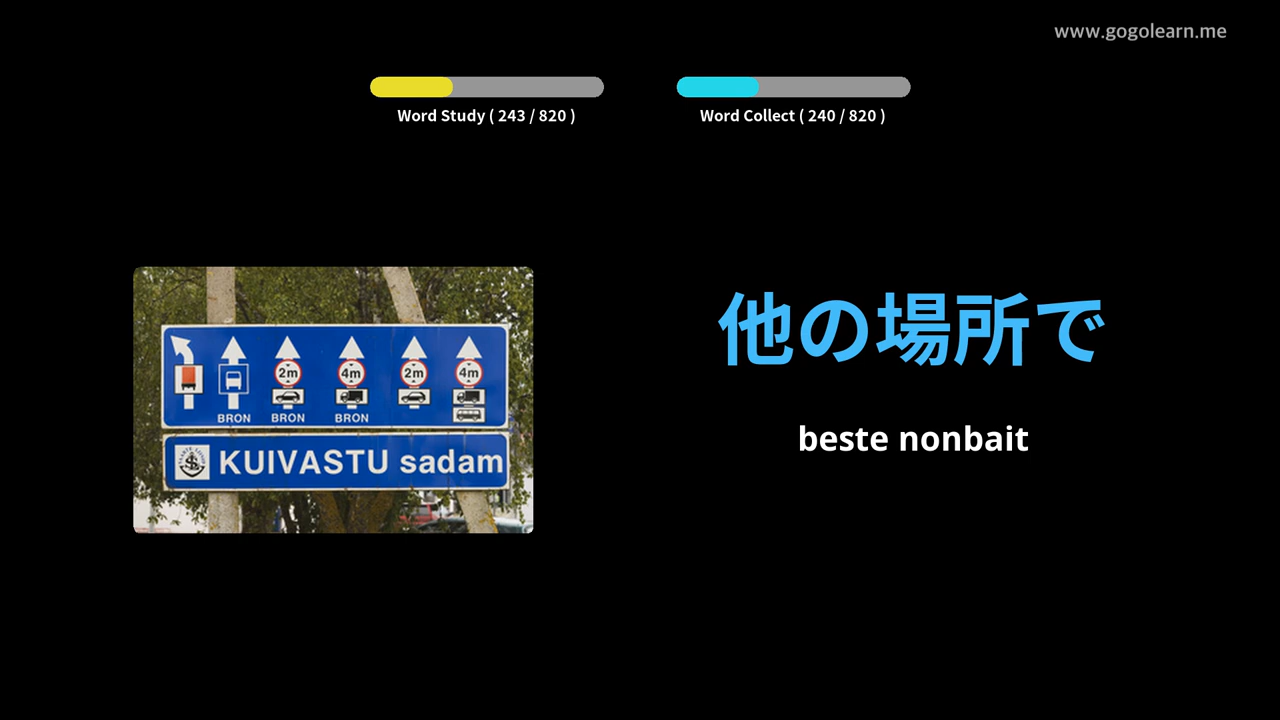 www.gogolearn.me
Word Study ( 243 / 820 )
Word Collect ( 240 / 820 )
2m 4m 2m 4m
BRON BRON BRON
KUIVASTU sadam
他の場所で
beste nonbait